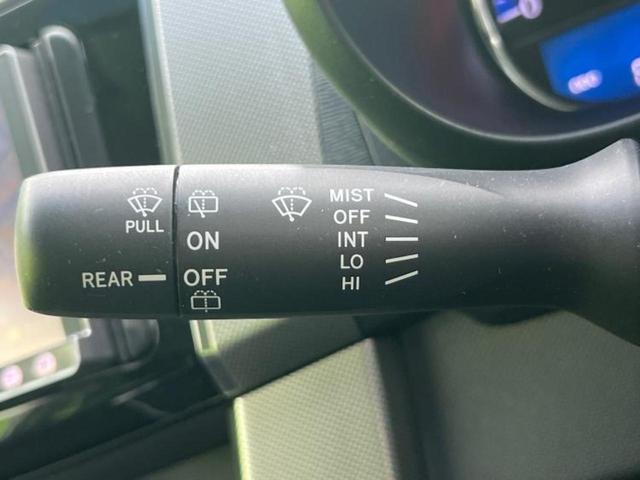 PULL
REAR
ON
OFF
MIST
OFF
INT
LO
HI